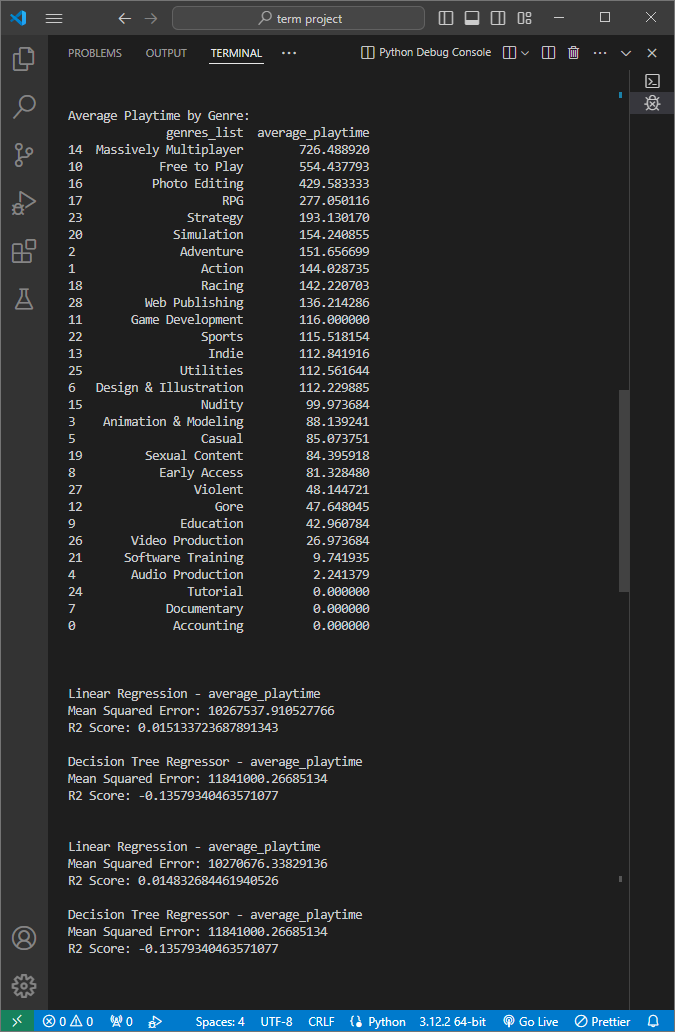 term project
PROBLEMS OUTPUT TERMINAL ··· Python Debug Console
Average Playtime by Genre:
genres_list average_playtime
14 Massively Multiplayer 726.488920
10 Free to Play 554.437793
16 Photo Editing 429.583333
17 RPG 277.050116
23 Strategy 193.130170
20 Simulation 154.240855
2 Adventure 151.656699
1 Action 144.028735
18 Racing 142.220703
28 Web Publishing 136.214286
11 Game Development 116.000000
22 Sports 115.518154
13 Indie 112.841916
25 Utilities 112.561644
6 Design & Illustration 112.229885
15 Nudity 99.973684
3 Animation & Modeling 88.139241
5 Casual 85.073751
19 Sexual Content 84.395918
8 Early Access 81.328480
27 Violent 48.144721
12 Gore 47.648045
9 Education 42.960784
26 Video Production 26.973684
21 Software Training 9.741935
4 Audio Production 2.241379
24 Tutorial 0.000000
7 Documentary 0.000000
0 Accounting 0.000000
Linear Regression - average_playtime
Mean Squared Error: 10267537.910527766
R2 Score: 0.015133723687891343
Decision Tree Regressor - average_playtime
Mean Squared Error: 11841000.26685134
R2 Score: -0.13579340463571077
Linear Regression - average_playtime
Mean Squared Error: 10270676.33829136
R2 Score: 0.014832684461940526
Decision Tree Regressor - average_playtime
Mean Squared Error: 11841000.26685134
R2 Score: -0.13579340463571077
0 0 0 Spaces: 4 UTF-8 CRLF Python 3.12.2 64-bit Go Live Prettier